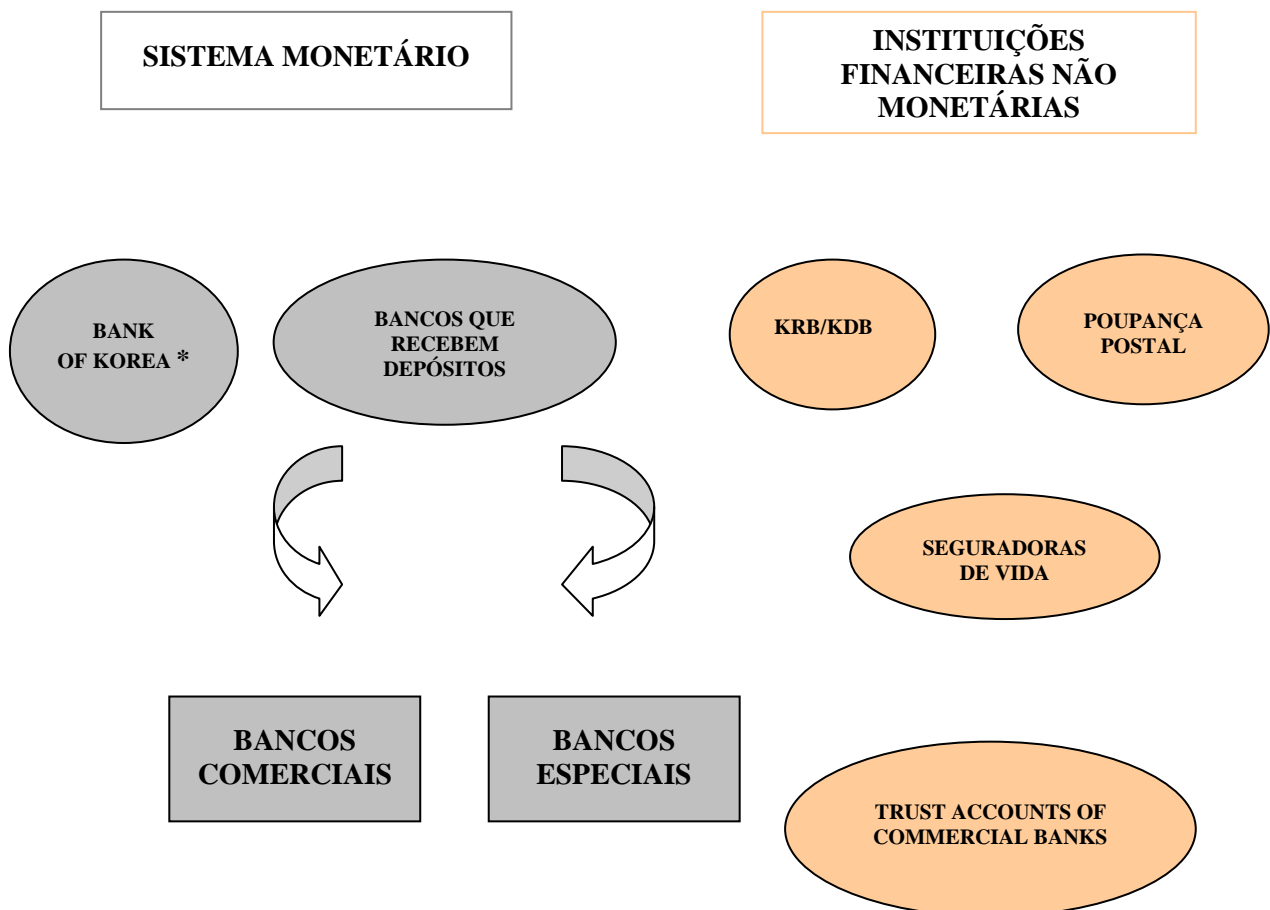 SISTEMA MONETÁRIO
INSTITUIÇÕES
FINANCEIRAS NÃO
MONETÁRIAS
BANK
OF KOREA *
BANCOS QUE
RECEBEM
DEPÓSITOS
KRB/KDB
POUPANÇA
POSTAL
SEGURADORAS
DE VIDA
BANCOS
COMERCIAIS
BANCOS
ESPECIAIS
TRUST ACCOUNTS OF
COMMERCIAL BANKS